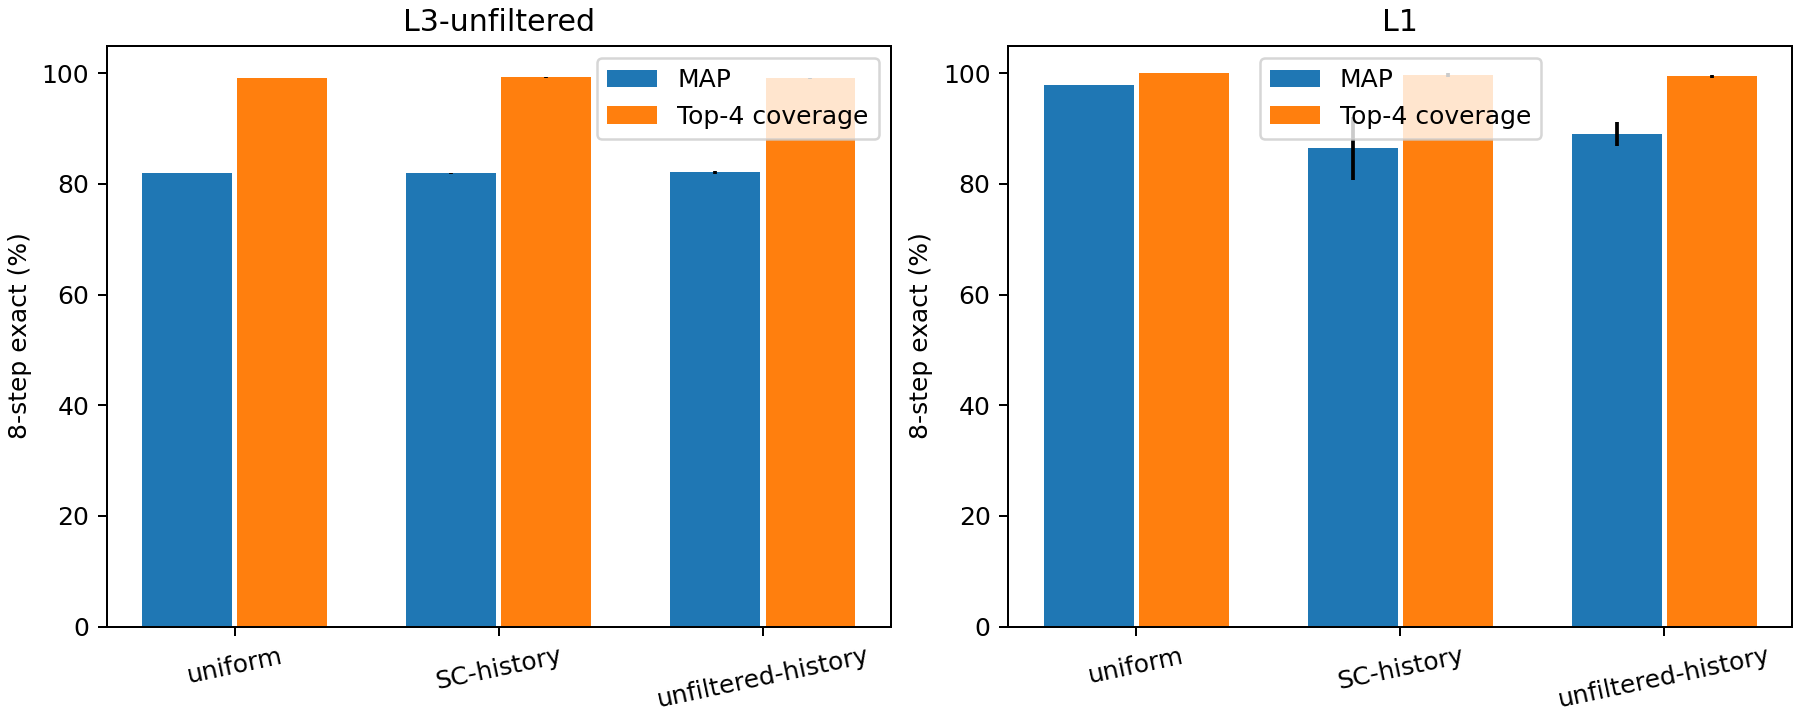 L3-unfiltered
MAP
Top-4 coverage
8-step exact (%)
100
80
60
40
20
0
uniform
SC-history
unfiltered-history
L1
MAP
Top-4 coverage
8-step exact (%)
100
80
60
40
20
0
uniform
SC-history
unfiltered-history